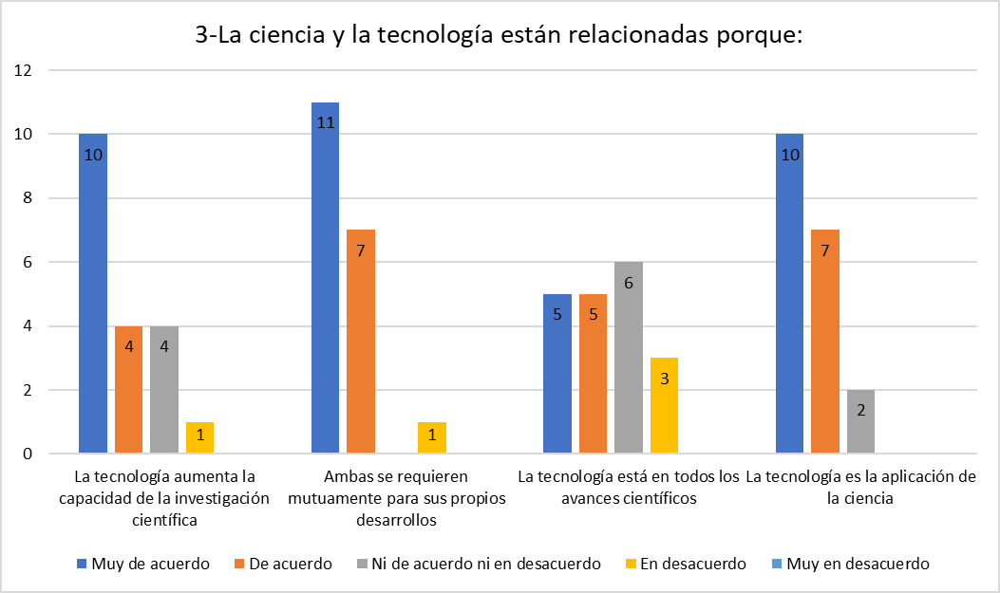 3-La ciencia y la tecnología están relacionadas porque:
12
10
8
6
4
2
0
10
4
4
1
11
7
1
5
5
6
3
10
7
2
La tecnología aumenta la
capacidad de la investigación
científica
Ambas se requieren
mutuamente para sus propios
desarrollos
La tecnología está en todos los
avances científicos
La tecnología es la aplicación de
la ciencia
Muy de acuerdo
De acuerdo
Ni de acuerdo ni en desacuerdo
En desacuerdo
Muy en desacuerdo